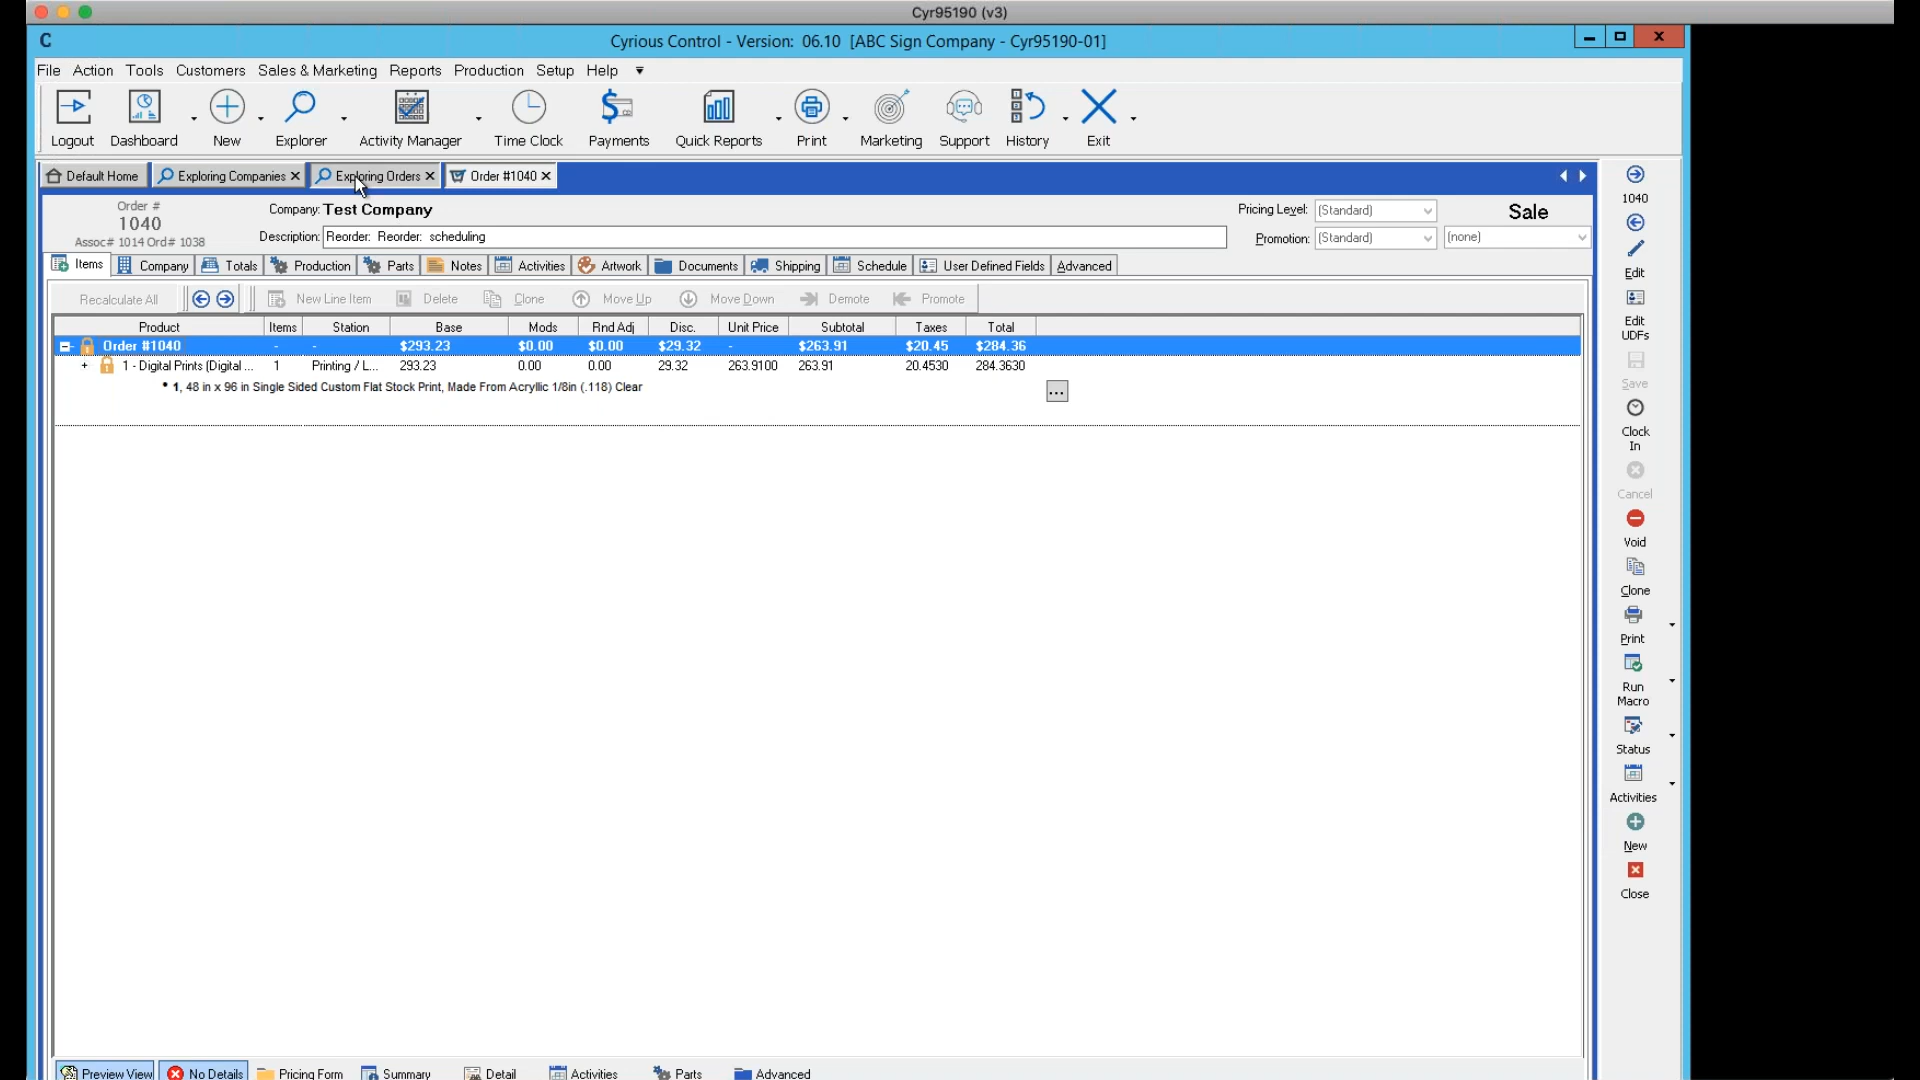 Cyr95190 (v3)
C Cyrious Control - Version: 06.10 [ABC Sign Company - Cyr95190-01]
File Action Tools Customers Sales & Marketing Reports Production Setup Help
Logout Dashboard New Explorer Activity Manager Time Clock Payments Quick Reports Print Marketing Support History Exit
Default Home Exploring Companies Exploring Orders Order #1040
Order #
1040
Assoc# 1014 Ord# 1038
Company: Test Company
Description: Reorder: Reorder: scheduling
Pricing Level: (Standard) Sale
Promotion: (Standard) (none)
Items Company Totals Production Parts Notes Activities Artwork Documents Shipping Schedule User Defined Fields Advanced
Recalculate All New Line Item Delete Clone Move Up Move Down Demote Promote
Product Items Station Base Mods Rnd Adj Disc. Unit Price Subtotal Taxes Total
Order #1040 - - $293.23 $0.00 $0.00 $29.32 - $263.91 $20.45 $284.36
+ 1 - Digital Prints (Digital ... 1 Printing / L... 293.23 0.00 0.00 29.32 263.9100 263.91 20.4530 284.3630
* 1, 48 in x 96 in Single Sided Custom Flat Stock Print, Made From Acryllic 1/8in (.118) Clear
...
Preview View No Details Pricing Form Summary Detail Activities Parts Advanced
1040
Edit
Edit
UDFs
Save
Clock
In
Cancel
Void
Clone
Print
Run
Macro
Status
Activities
New
Close